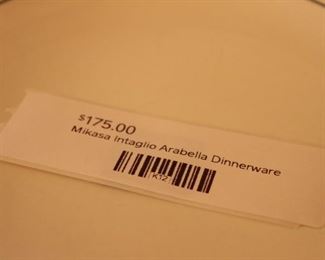 $175.00
Mikasa Intaglio Arabella Dinnerware
K12